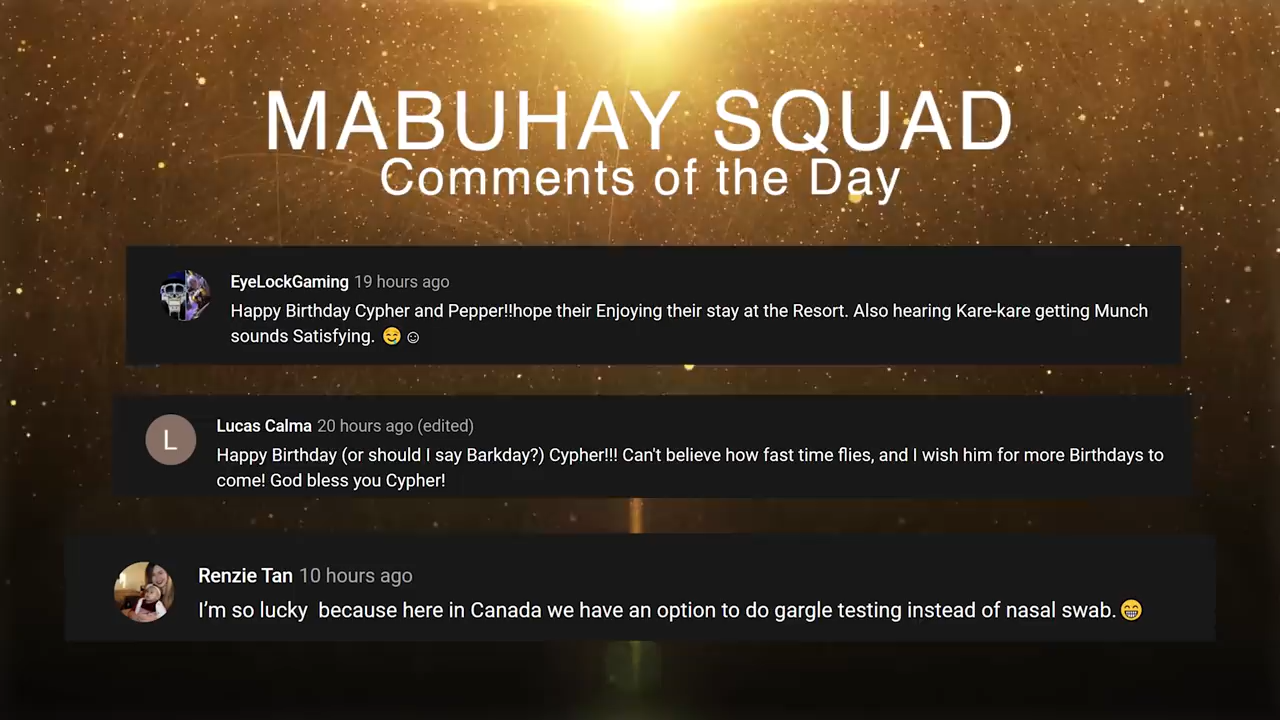 MABUHAY SQUAD
Comments of the Day
EyeLockGaming 19 hours ago
Happy Birthday Cypher and Pepper!!hope their Enjoying their stay at the Resort. Also hearing Kare-kare getting Munch
sounds Satisfying. 😋☺
L
Lucas Calma 20 hours ago (edited)
Happy Birthday (or should I say Barkday?) Cypher!!! Can't believe how fast time flies, and I wish him for more Birthdays to
come! God bless you Cypher!
Renzie Tan 10 hours ago
I'm so lucky  because here in Canada we have an option to do gargle testing instead of nasal swab.😁